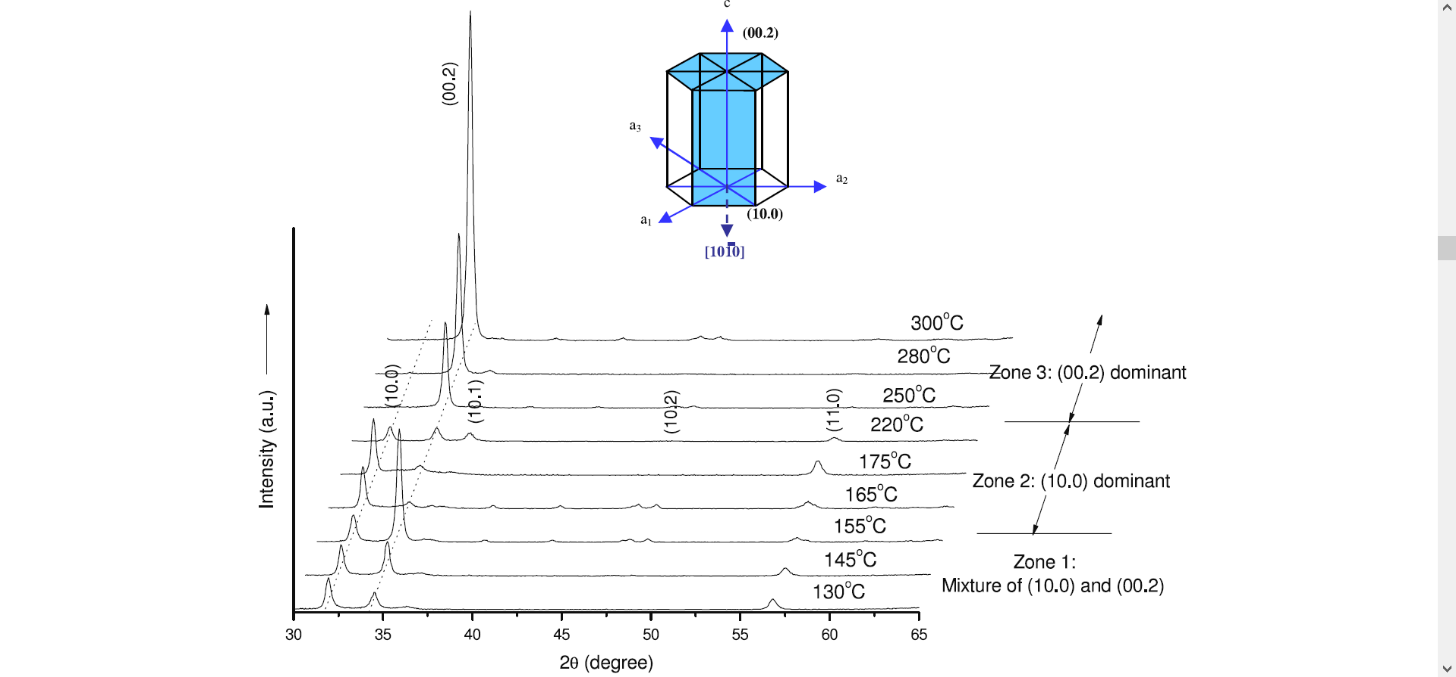 c
(00.2)
(00.2)
a3
a2
a1
(10.0)
[101̄0]
300°C
280°C
Zone 3: (00.2) dominant
(10.0)
(10.1)
(10.2)
(11.0)
250°C
220°C
175°C
Zone 2: (10.0) dominant
165°C
155°C
145°C
Zone 1:
Mixture of (10.0) and (00.2)
130°C
Intensity (a.u.)
30 35 40 45 50 55 60 65
2θ (degree)